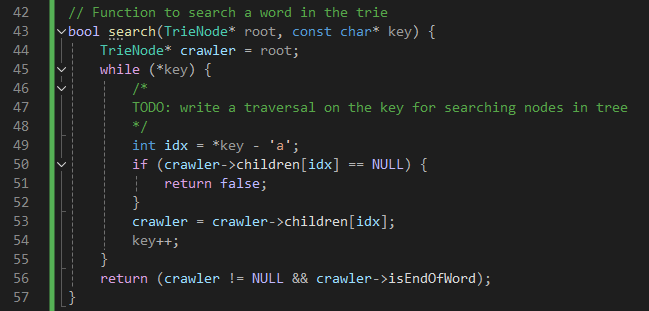 42 // Function to search a word in the trie
43 bool search(TrieNode* root, const char* key) {
44 TrieNode* crawler = root;
45 while (*key) {
46 /*
47 TODO: write a traversal on the key for searching nodes in tree
48 */
49 int idx = *key - 'a';
50 if (crawler->children[idx] == NULL) {
51 return false;
52 }
53 crawler = crawler->children[idx];
54 key++;
55 }
56 return (crawler != NULL && crawler->isEndOfWord);
57 }